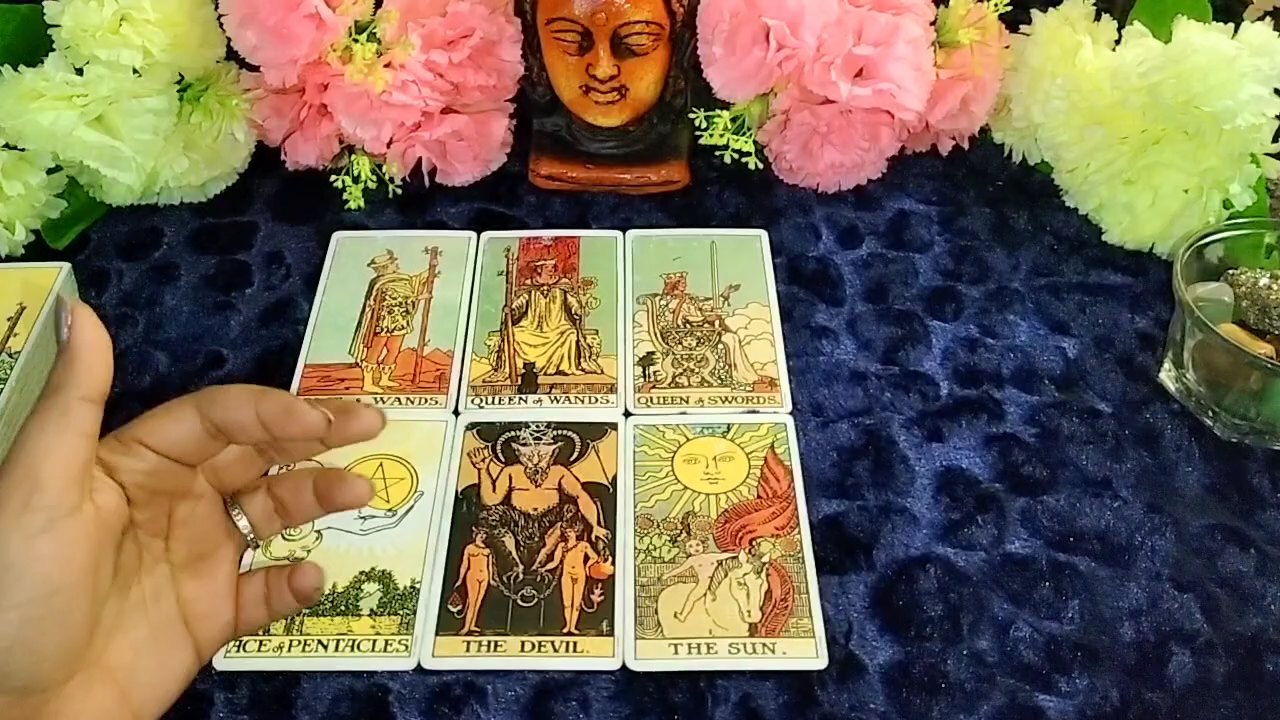 WANDS.
QUEEN of WANDS.
QUEEN of SWORDS.
ACE of PENTACLES
THE DEVIL.
THE SUN.